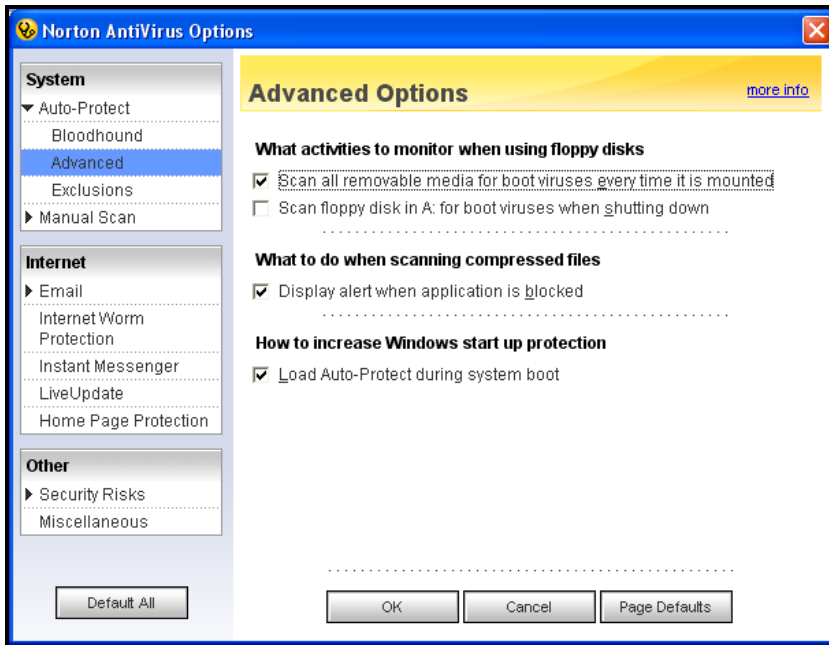 Norton AntiVirus Options
System
Auto-Protect
Bloodhound
Advanced
Exclusions
Manual Scan
Internet
Email
Internet Worm
Protection
Instant Messenger
LiveUpdate
Home Page Protection
Other
Security Risks
Miscellaneous
Default All
Advanced Options
more info
What activities to monitor when using floppy disks
Scan all removable media for boot viruses every time it is mounted
Scan floppy disk in A: for boot viruses when shutting down
What to do when scanning compressed files
Display alert when application is blocked
How to increase Windows start up protection
Load Auto-Protect during system boot
OK
Cancel
Page Defaults